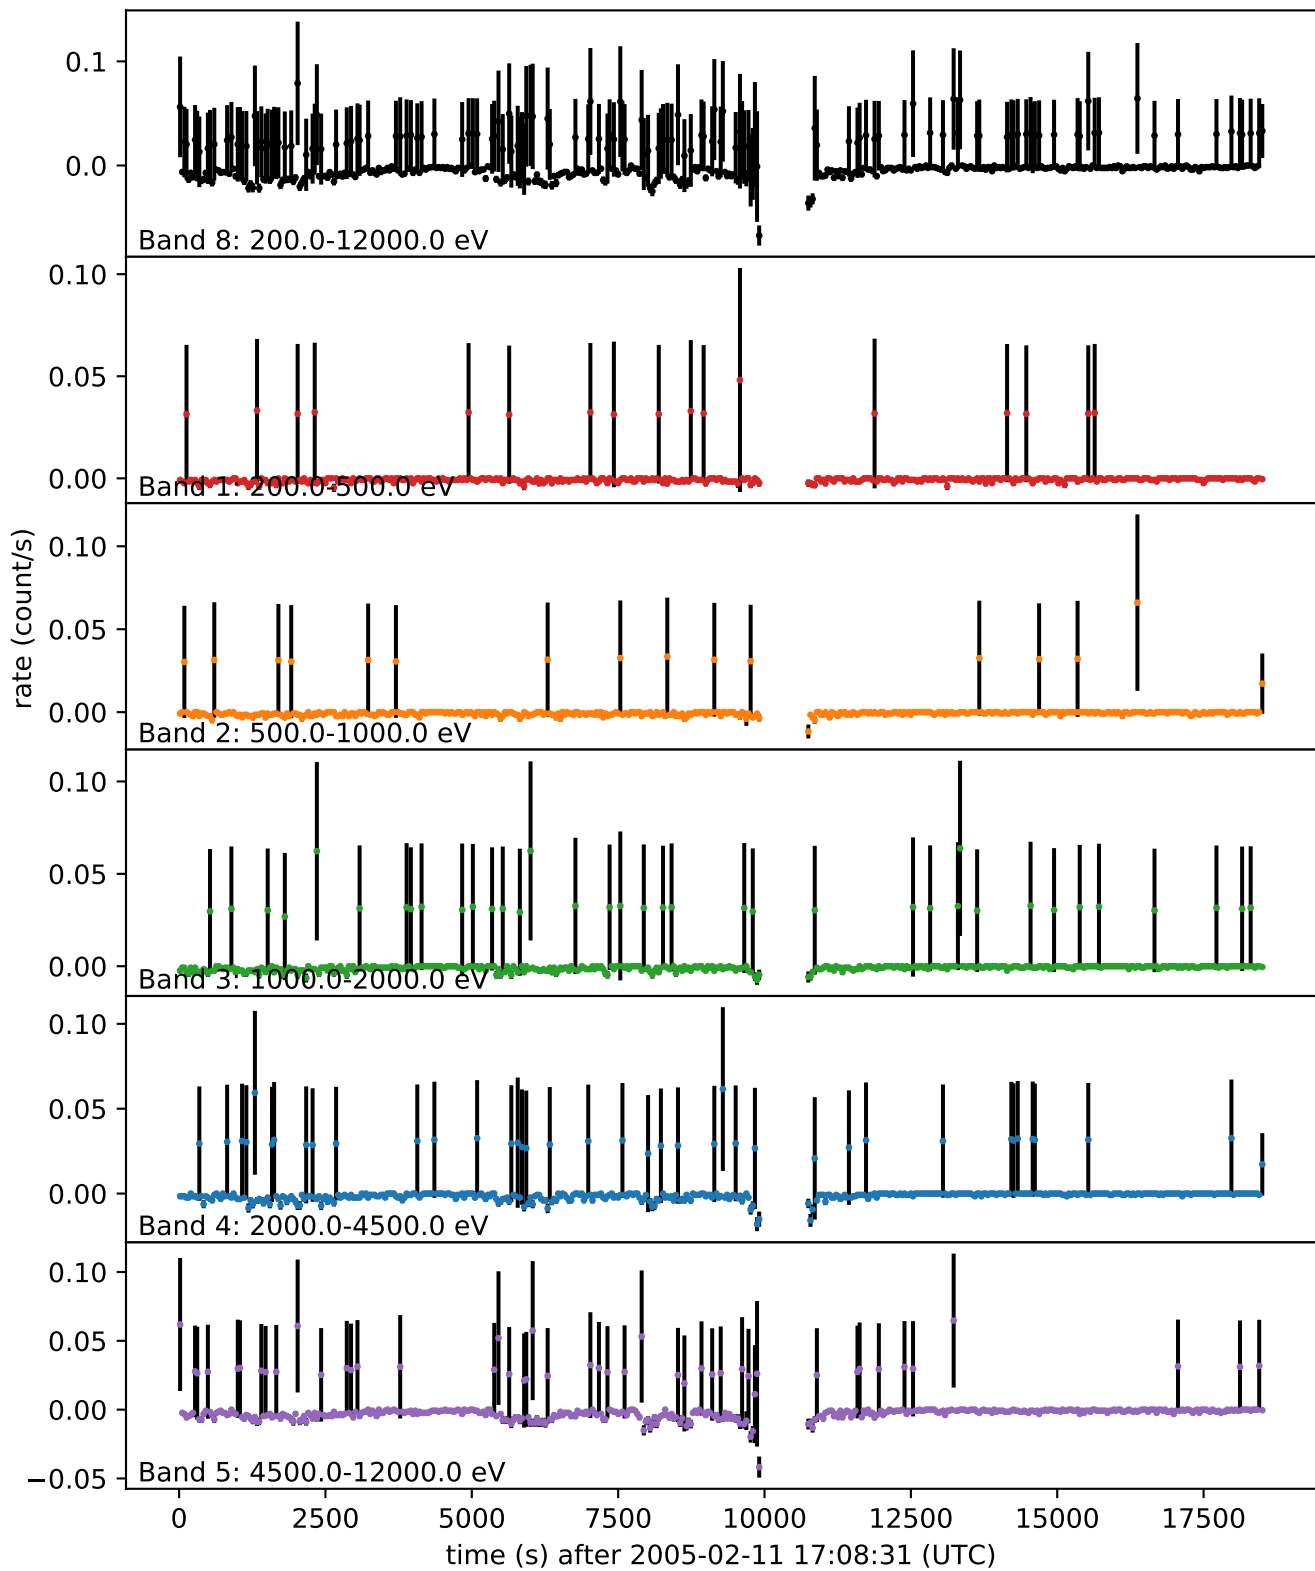 0.1
0.0
Band 8: 200.0-12000.0 eV
0.10
0.05
0.00
Band 1: 200.0-500.0 eV
rate (count/s)
0.10
0.05
0.00
Band 2: 500.0-1000.0 eV
0.10
0.05
0.00
Band 3: 1000.0-2000.0 eV
0.10
0.05
0.00
Band 4: 2000.0-4500.0 eV
0.10
0.05
0.00
−0.05
Band 5: 4500.0-12000.0 eV
0 2500 5000 7500 10000 12500 15000 17500
time (s) after 2005-02-11 17:08:31 (UTC)